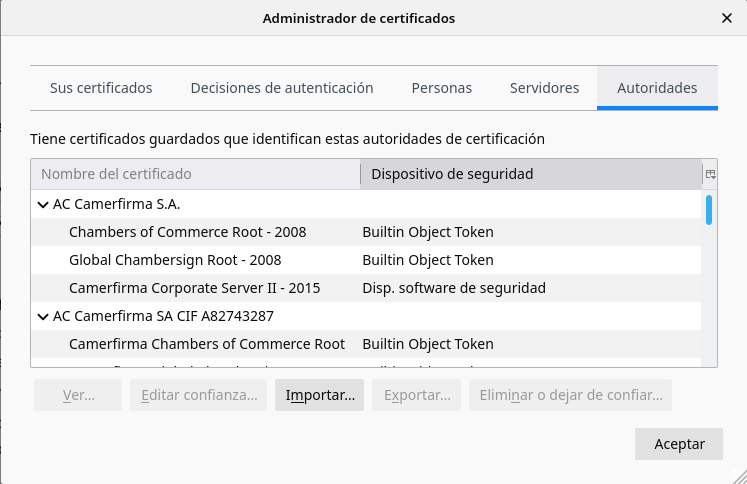 Administrador de certificados
Sus certificados Decisiones de autenticación Personas Servidores Autoridades
Tiene certificados guardados que identifican estas autoridades de certificación
Nombre del certificado Dispositivo de seguridad
AC Camerfirma S.A.
Chambers of Commerce Root - 2008 Builtin Object Token
Global Chambersign Root - 2008 Builtin Object Token
Camerfirma Corporate Server II - 2015 Disp. software de seguridad
AC Camerfirma SA CIF A82743287
Camerfirma Chambers of Commerce Root Builtin Object Token
Ver... Editar confianza... Importar... Exportar... Eliminar o dejar de confiar...
Aceptar